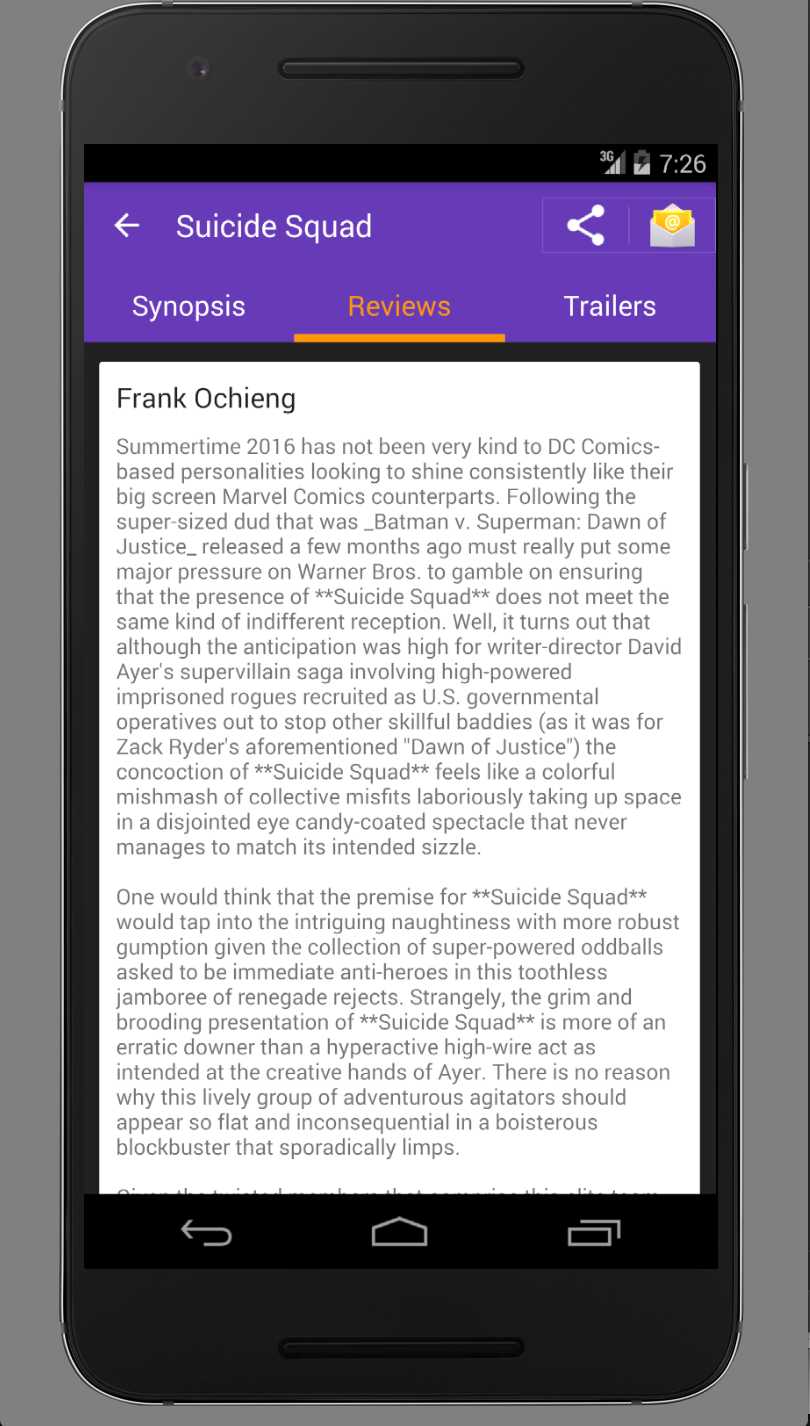 3G
7:26
Suicide Squad
@
Synopsis
Reviews
Trailers
Frank Ochieng
Summertime 2016 has not been very kind to DC Comics-
based personalities looking to shine consistently like their
big screen Marvel Comics counterparts. Following the
super-sized dud that was _Batman v. Superman: Dawn of
Justice_ released a few months ago must really put some
major pressure on Warner Bros. to gamble on ensuring
that the presence of **Suicide Squad** does not meet the
same kind of indifferent reception. Well, it turns out that
although the anticipation was high for writer-director David
Ayer's supervillain saga involving high-powered
imprisoned rogues recruited as U.S. governmental
operatives out to stop other skillful baddies (as it was for
Zack Ryder's aforementioned "Dawn of Justice") the
concoction of **Suicide Squad** feels like a colorful
mishmash of collective misfits laboriously taking up space
in a disjointed eye candy-coated spectacle that never
manages to match its intended sizzle.
One would think that the premise for **Suicide Squad**
would tap into the intriguing naughtiness with more robust
gumption given the collection of super-powered oddballs
asked to be immediate anti-heroes in this toothless
jamboree of renegade rejects. Strangely, the grim and
brooding presentation of **Suicide Squad** is more of an
erratic downer than a hyperactive high-wire act as
intended at the creative hands of Ayer. There is no reason
why this lively group of adventurous agitators should
appear so flat and inconsequential in a boisterous
blockbuster that sporadically limps.
Given the twisted members that comprise this elite team